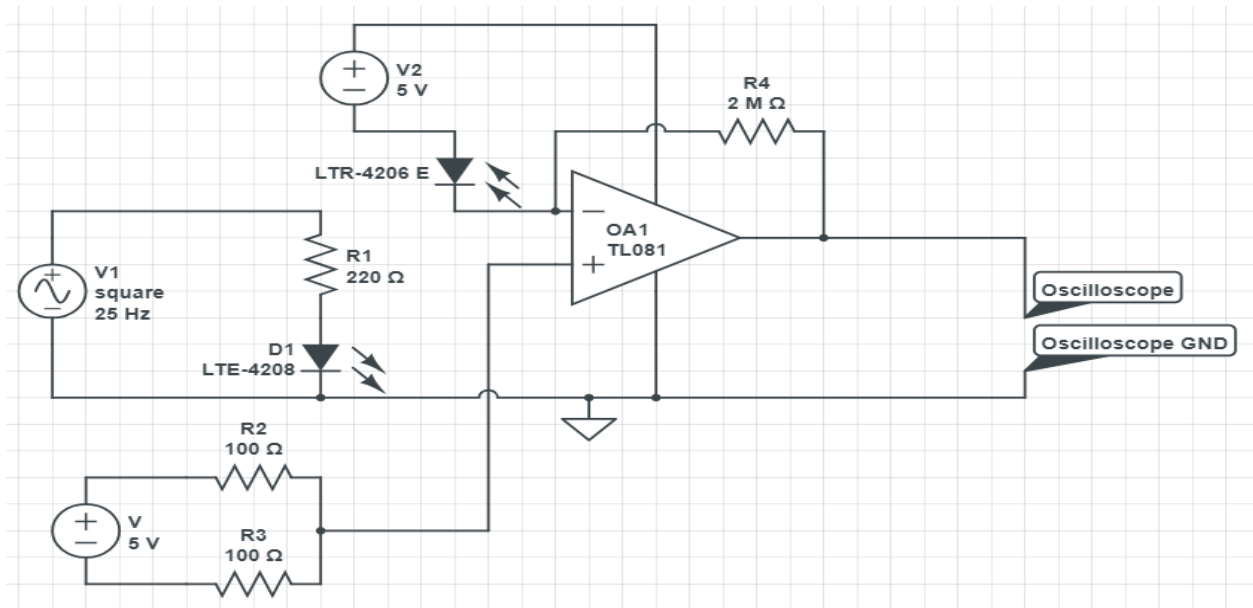 V2
5 V
R4
2 M Ω
LTR-4206 E
OA1
TL081
V1
square
25 Hz
R1
220 Ω
D1
LTE-4208
Oscilloscope
Oscilloscope GND
R2
100 Ω
V
5 V
R3
100 Ω